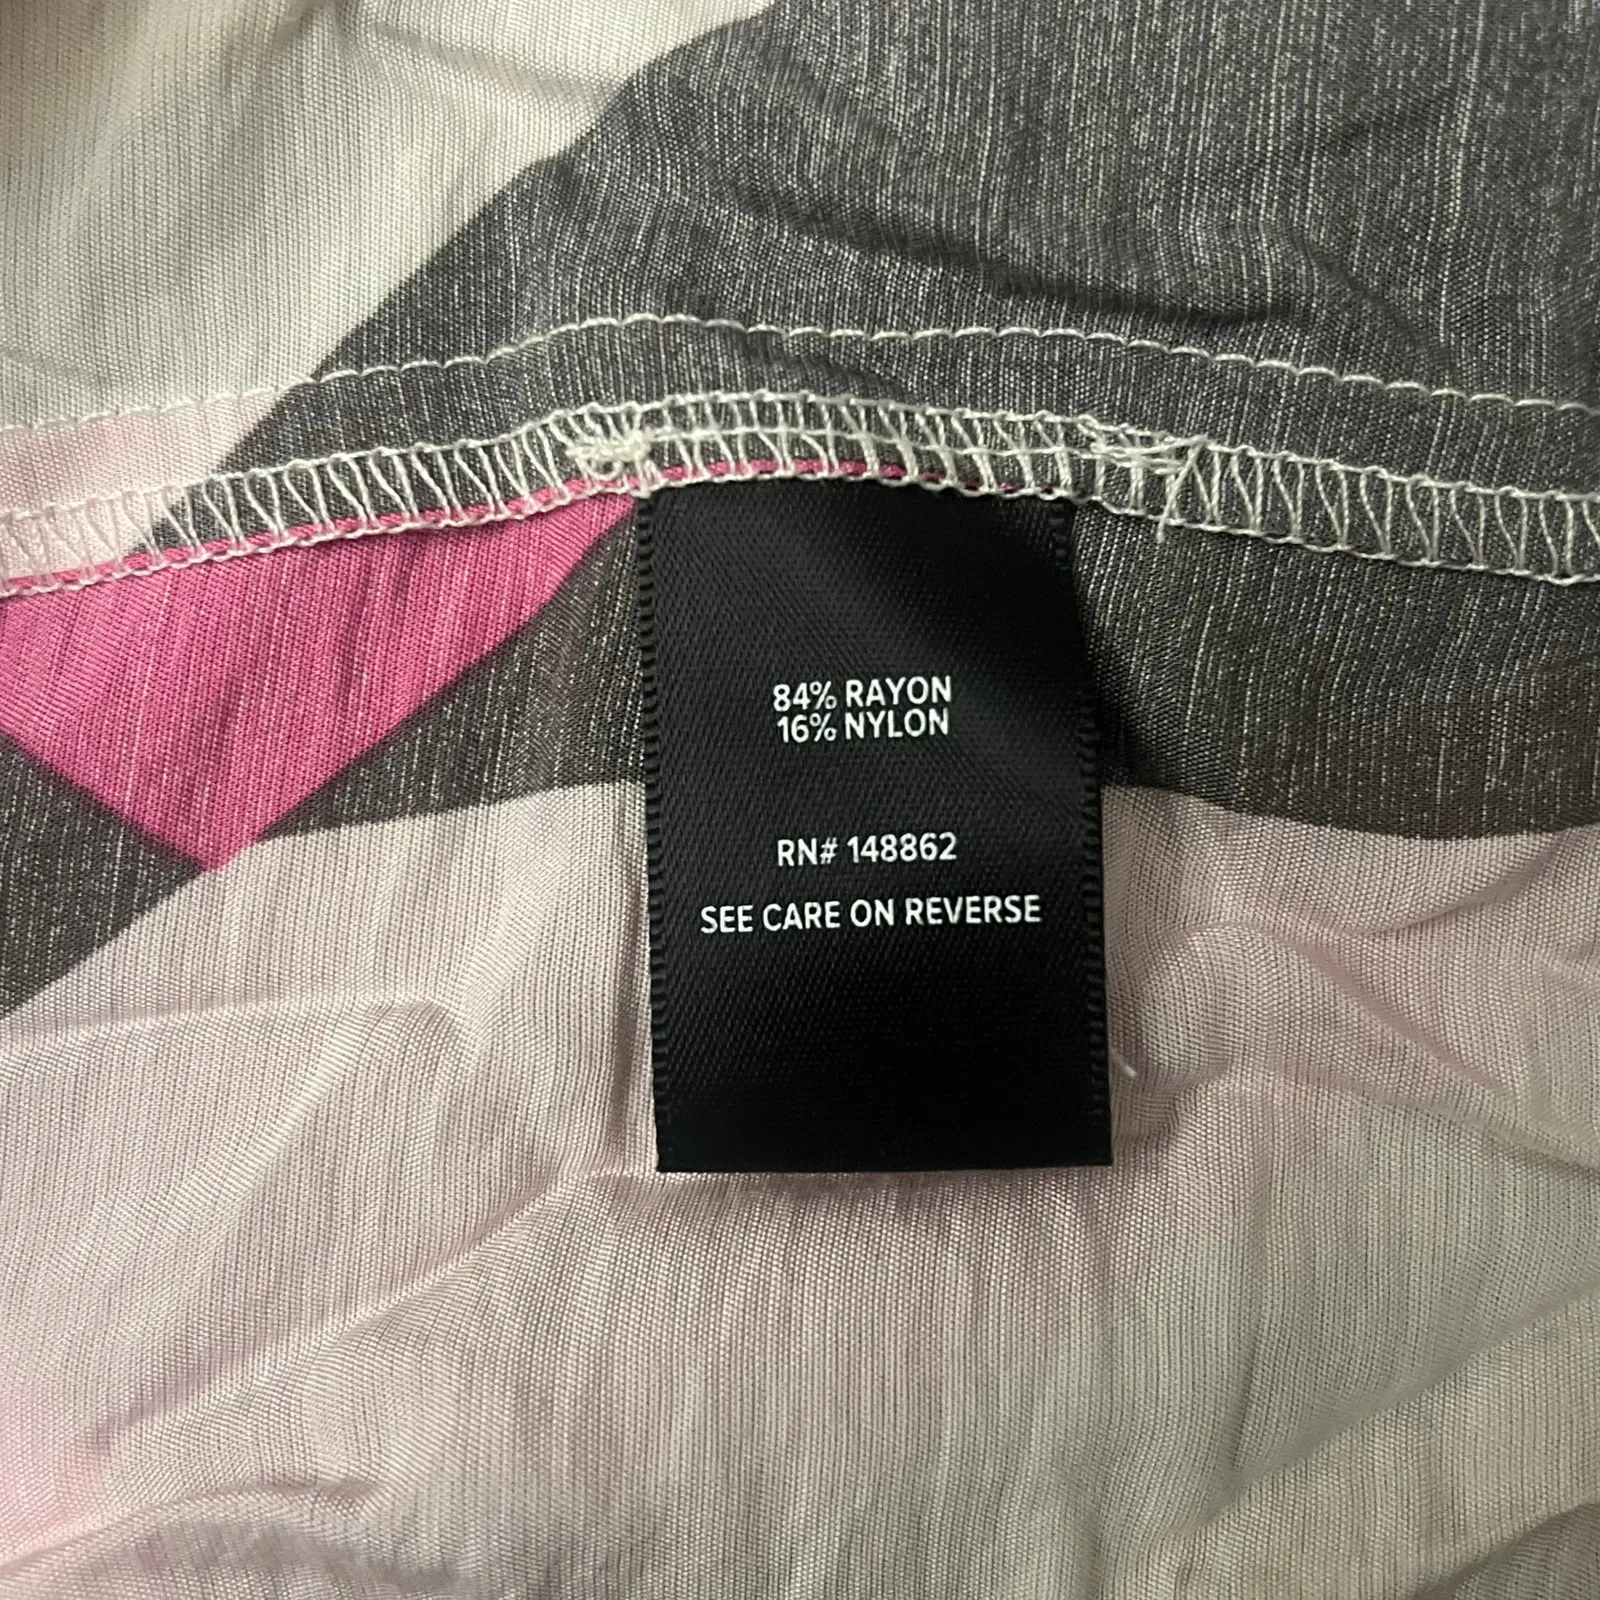 84% RAYON
16% NYLON
RN# 148862
SEE CARE ON REVERSE